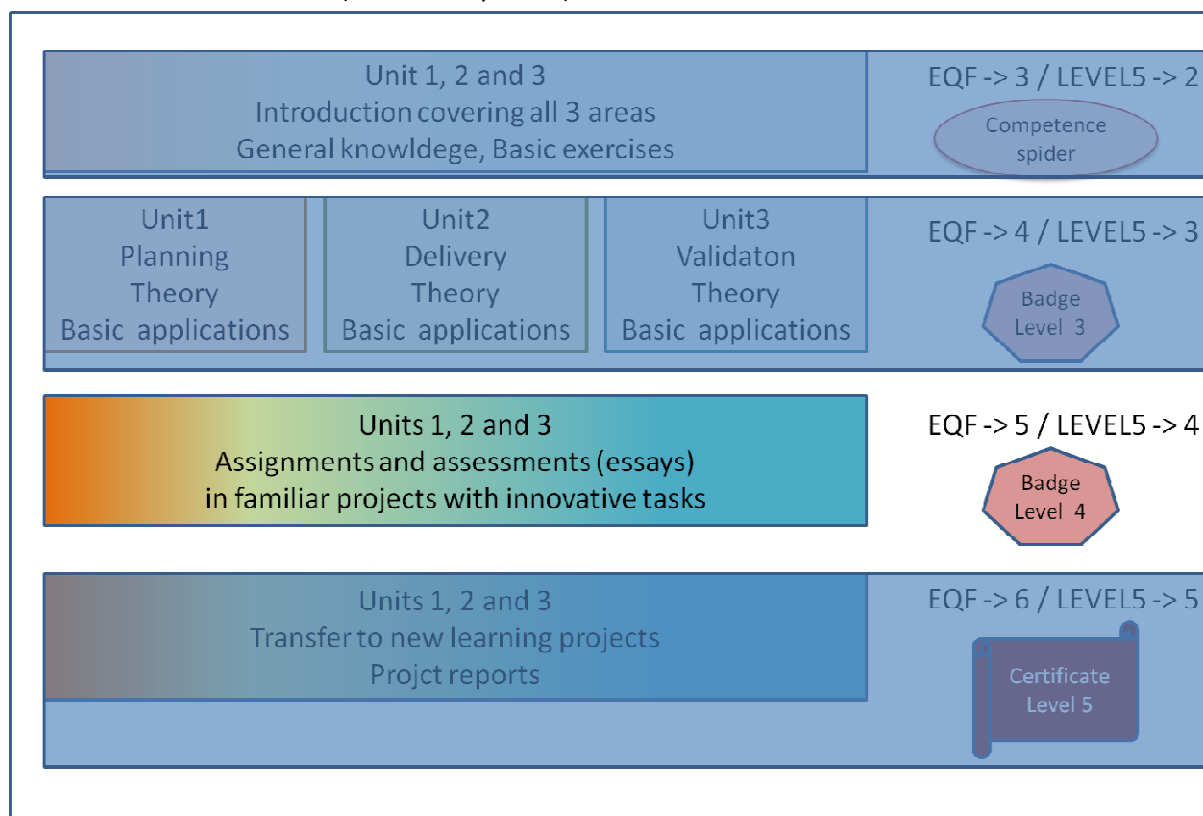 Unit 1, 2 and 3
Introduction covering all 3 areas
General knowldege, Basic exercises
EQF -> 3 / LEVEL5 -> 2
Competence
spider
Unit1
Planning
Theory
Basic applications
Unit2
Delivery
Theory
Basic applications
Unit3
Validaton
Theory
Basic applications
EQF -> 4 / LEVEL5 -> 3
Badge
Level 3
Units 1, 2 and 3
Assignments and assessments (essays)
in familiar projects with innovative tasks
EQF -> 5 / LEVEL5 -> 4
Badge
Level 4
Units 1, 2 and 3
Transfer to new learning projects
Projct reports
EQF -> 6 / LEVEL5 -> 5
Certificate
Level 5